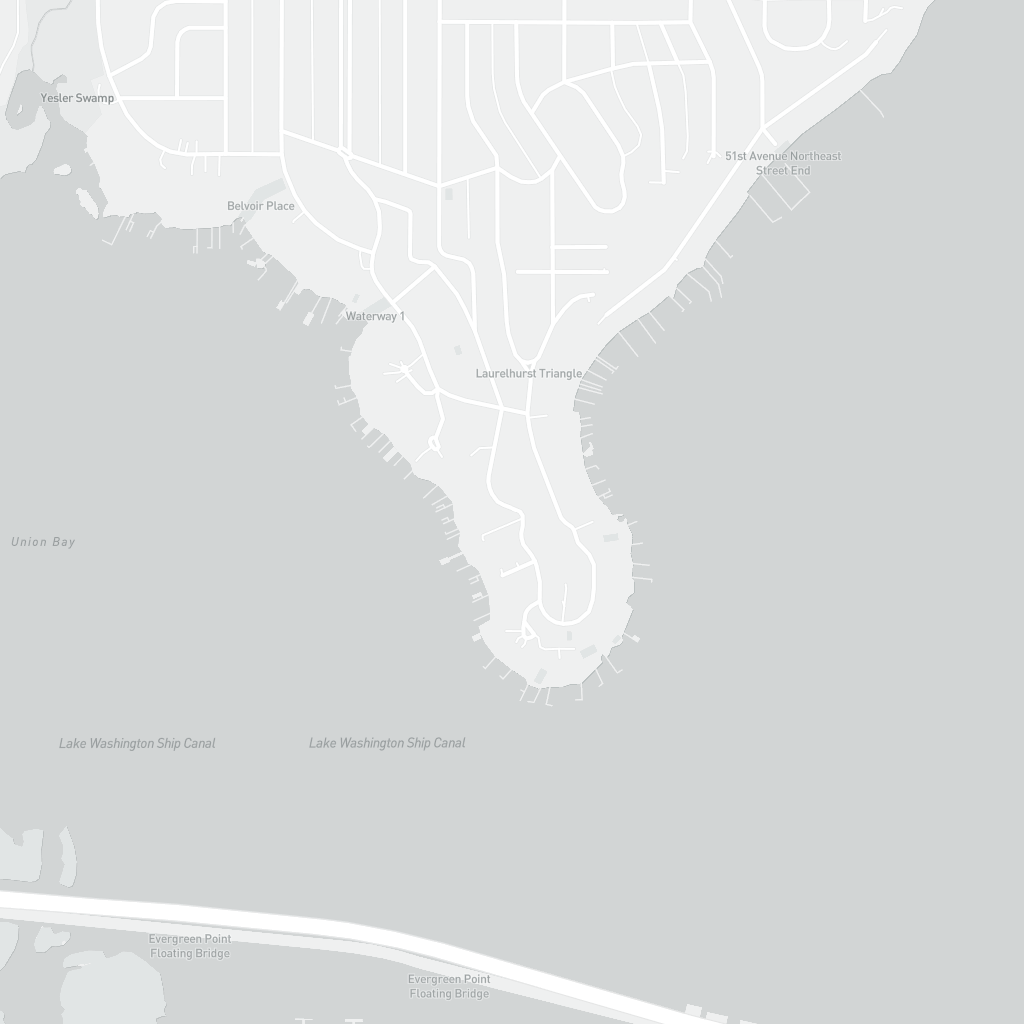 Yesler Swamp
51st Avenue Northeast
Street End
Belvoir Place
Waterway 1
Laurelhurst Triangle
Union Bay
Lake Washington Ship Canal
Lake Washington Ship Canal
Evergreen Point
Floating Bridge
Evergreen Point
Floating Bridge